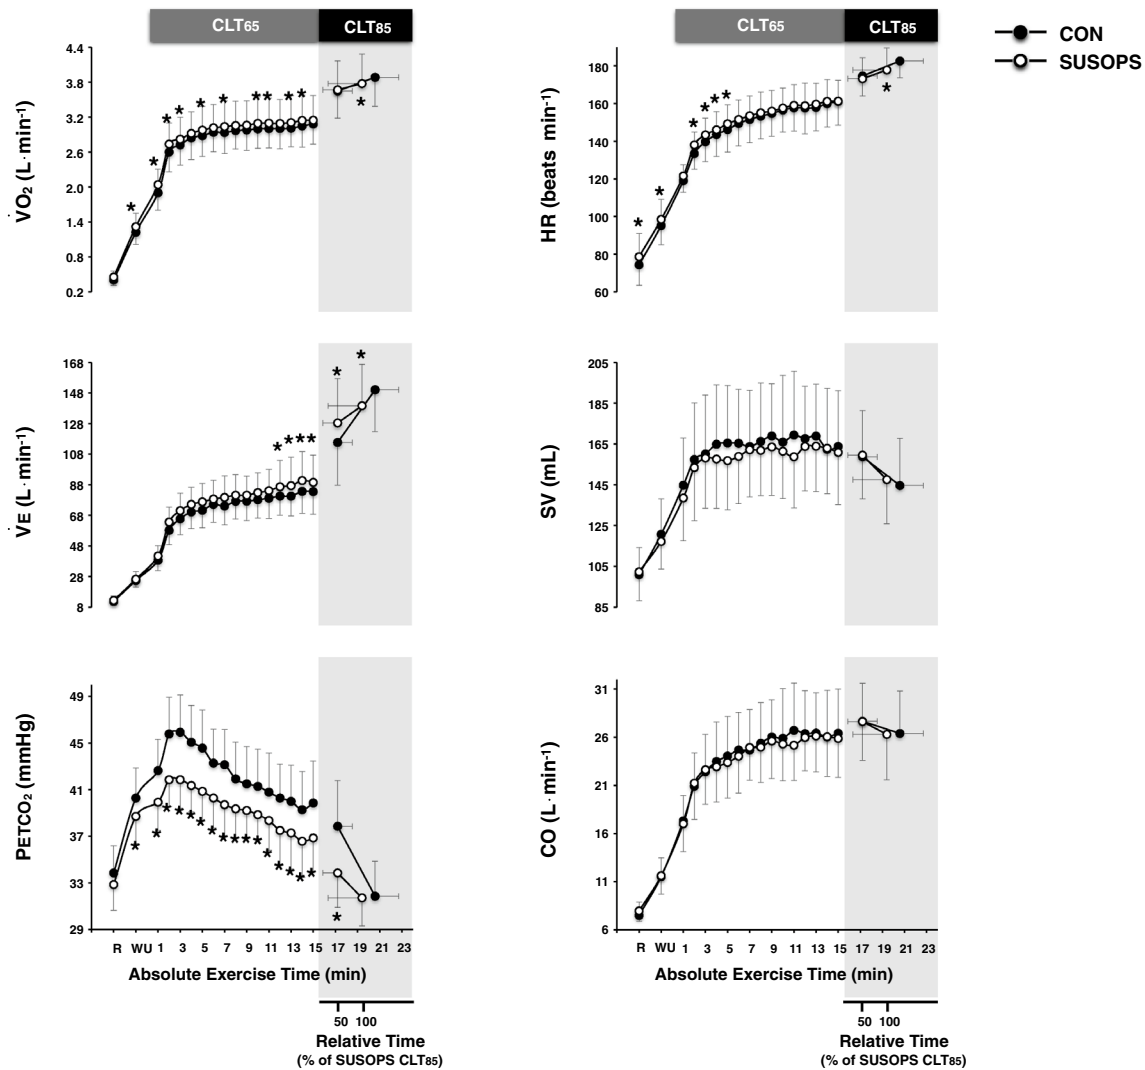 CLT65 CLT85
CLT65 CLT85
CON
SUSOPS
V̇O2 (L·min-1)
4.4
3.8
3.2
2.6
2.0
1.4
0.8
0.2
* * * * * * * * * * *
HR (beats min-1)
180
160
140
120
100
80
60
* * * * * * *
V̇E (L·min-1)
168
148
128
108
88
68
48
28
8
* * * * * *
SV (mL)
205
185
165
145
125
105
85
PETCO2 (mmHg)
49
45
41
37
33
29
* * * * * * * * * * * * * * * * *
CO (L·min-1)
31
26
21
16
11
6
R WU 1 3 5 7 9 11 13 15 17 19 21 23
Absolute Exercise Time (min)
50 100
Relative Time
(% of SUSOPS CLT85)
R WU 1 3 5 7 9 11 13 15 17 19 21 23
Absolute Exercise Time (min)
50 100
Relative Time
(% of SUSOPS CLT85)